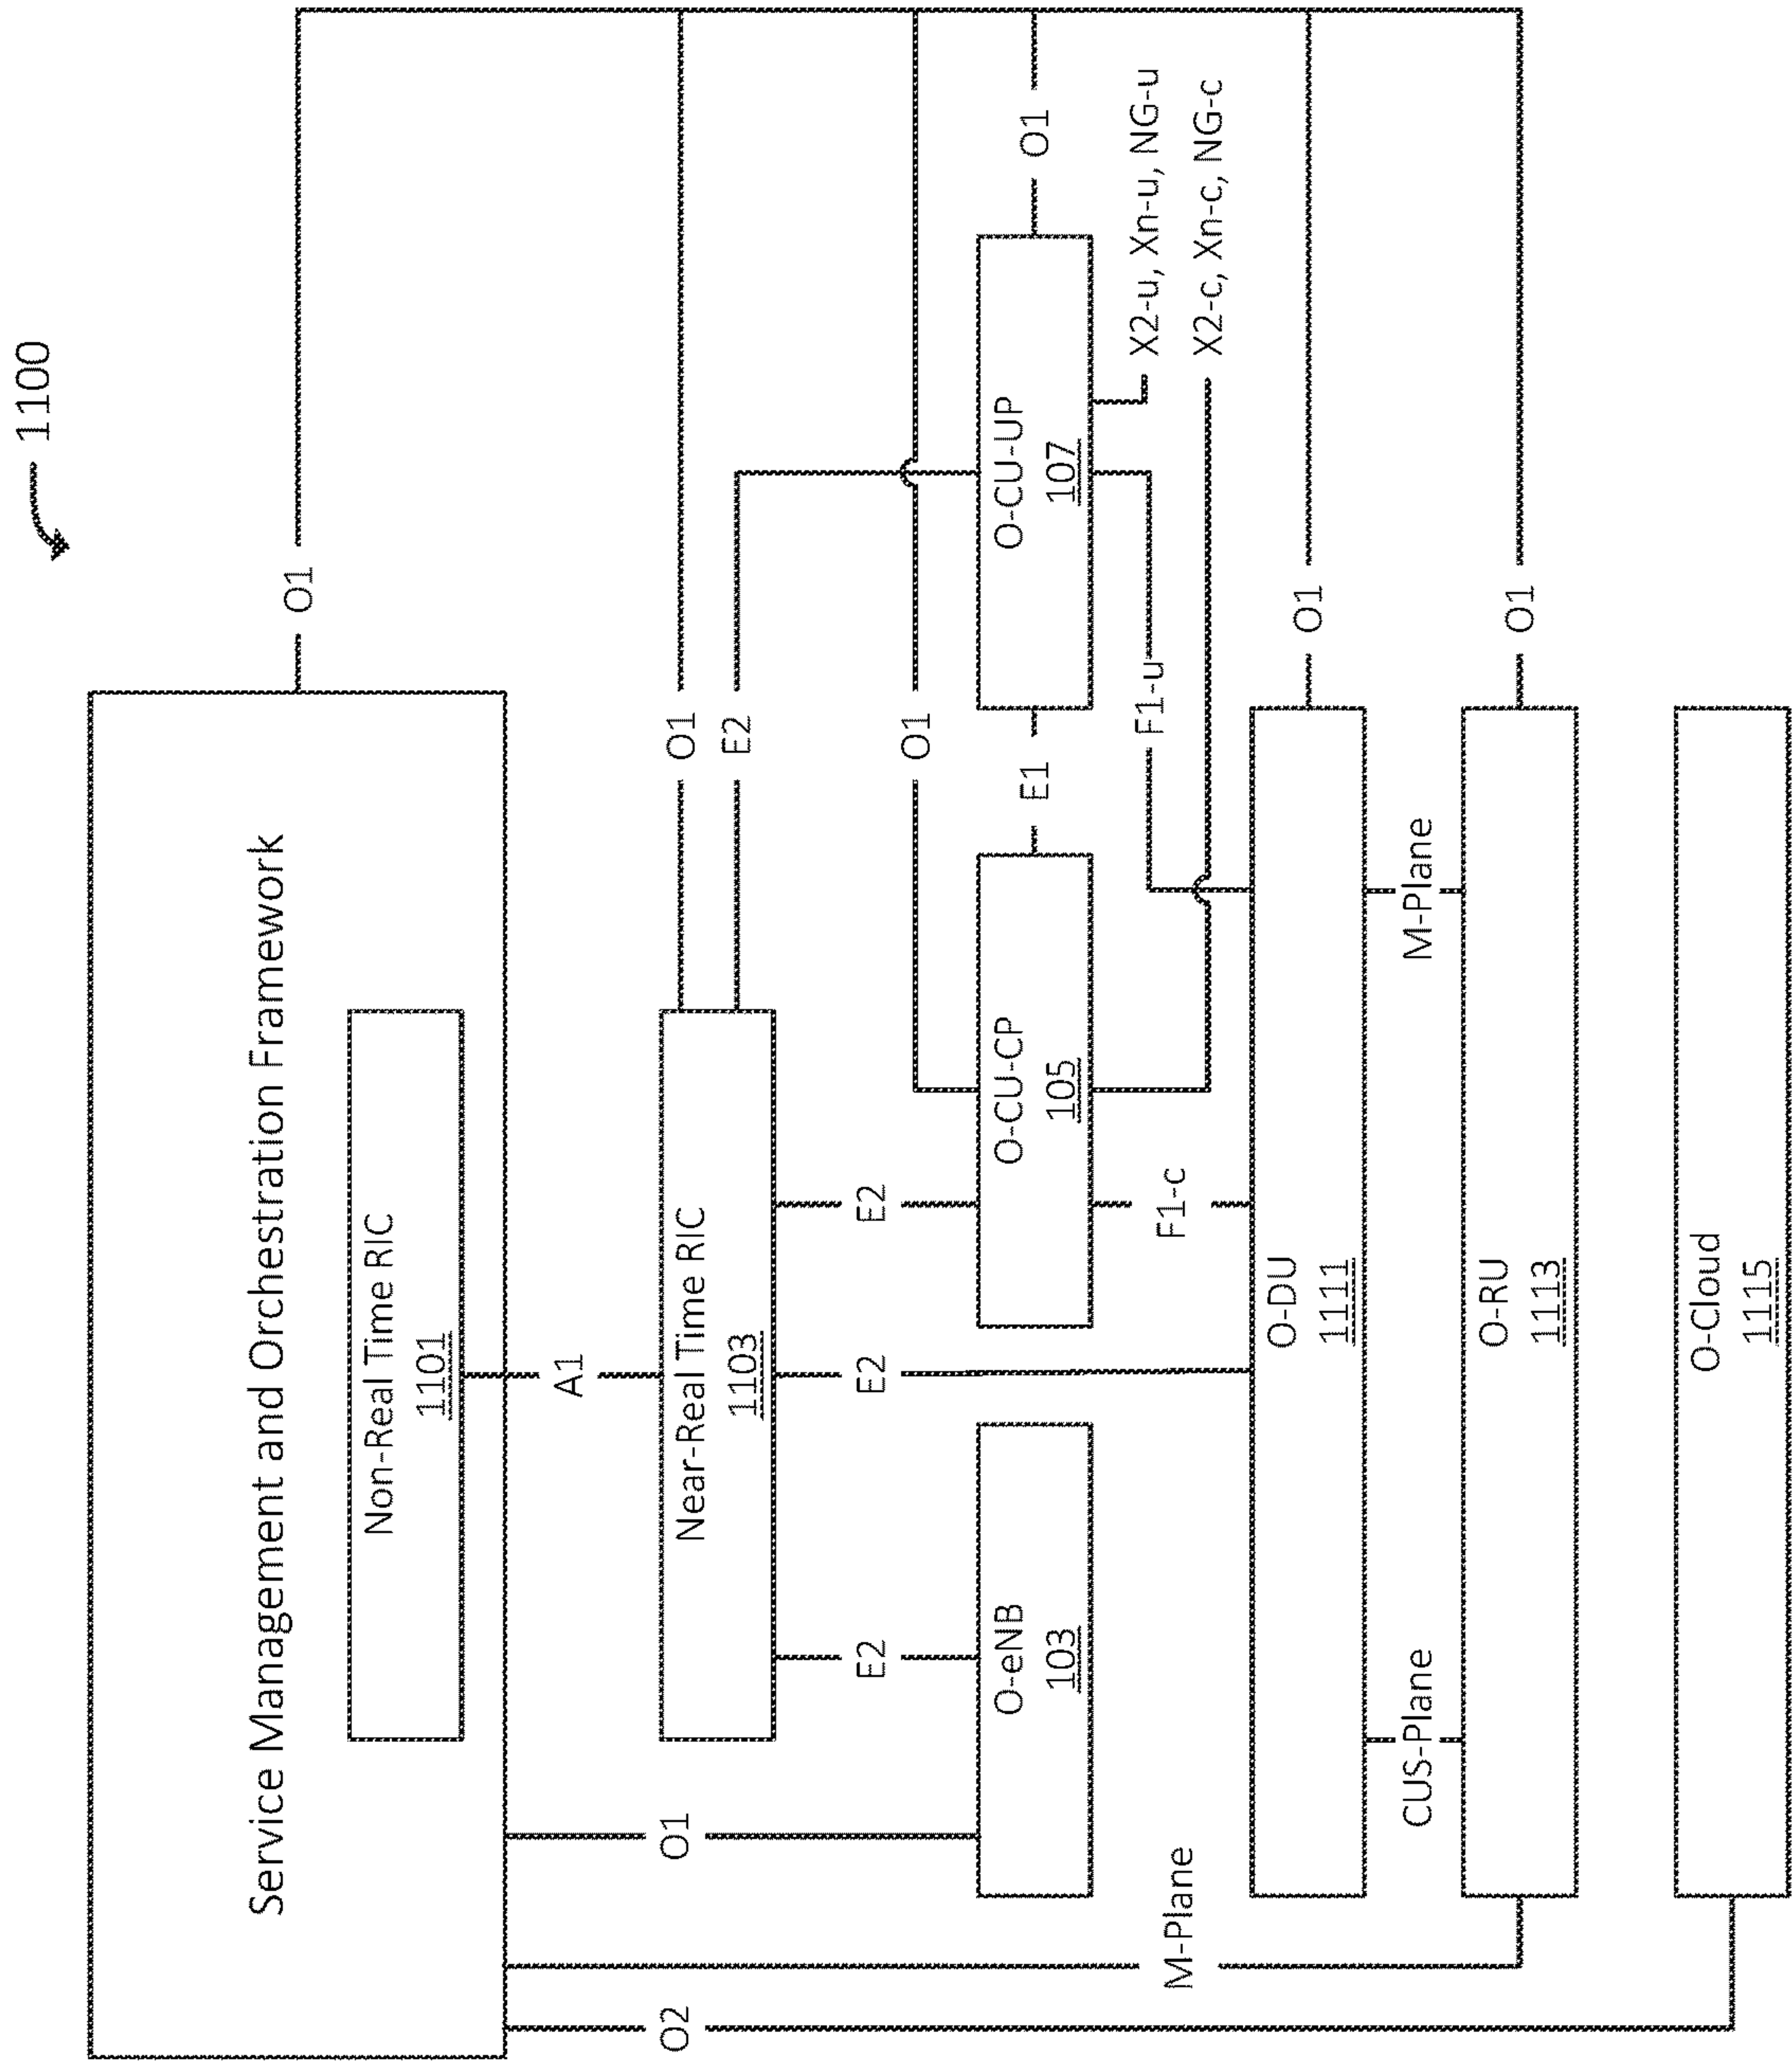 1100
Service Management and Orchestration Framework
Non-Real Time RIC
1101
O1
A1
Near-Real Time RIC
1103
O2
O1
O1
E2
E2
E2
E2
O1
O-eNB
103
O-CU-CP
105
E1
O-CU-UP
107
O1
M-Plane
F1-c
F1-u
X2-u, Xn-u, NG-u
X2-c, Xn-c, NG-c
O-DU
1111
O1
CUS-Plane
M-Plane
O-RU
1113
O1
O-Cloud
1115